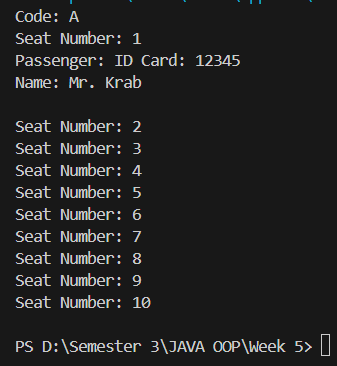 Code: A
Seat Number: 1
Passenger: ID Card: 12345
Name: Mr. Krab
Seat Number: 2
Seat Number: 3
Seat Number: 4
Seat Number: 5
Seat Number: 6
Seat Number: 7
Seat Number: 8
Seat Number: 9
Seat Number: 10
PS D:\Semester 3\JAVA OOP\Week 5>